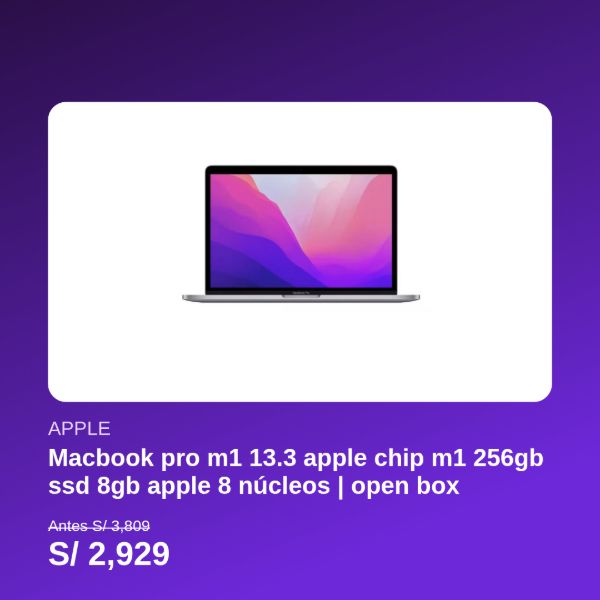 APPLE
Macbook pro m1 13.3 apple chip m1 256gb
ssd 8gb apple 8 núcleos | open box
Antes S/ 3,809
S/ 2,929